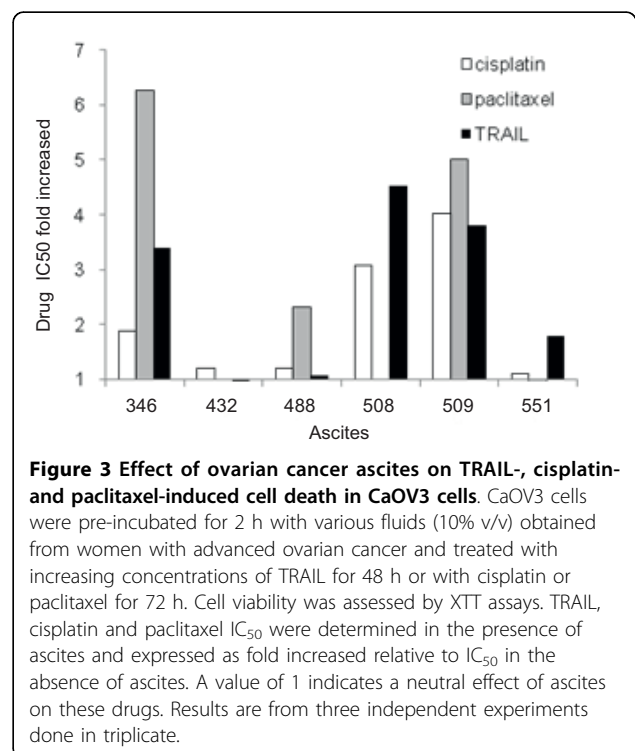 7
6
5
4
3
2
1
Drug IC50 fold increased
cisplatin
paclitaxel
TRAIL
346 432 488 508 509 551
Ascites
Figure 3 Effect of ovarian cancer ascites on TRAIL-, cisplatin-
and paclitaxel-induced cell death in CaOV3 cells. CaOV3 cells
were pre-incubated for 2 h with various fluids (10% v/v) obtained
from women with advanced ovarian cancer and treated with
increasing concentrations of TRAIL for 48 h or with cisplatin or
paclitaxel for 72 h. Cell viability was assessed by XTT assays. TRAIL,
cisplatin and paclitaxel IC50 were determined in the presence of
ascites and expressed as fold increased relative to IC50 in the
absence of ascites. A value of 1 indicates a neutral effect of ascites
on these drugs. Results are from three independent experiments
done in triplicate.